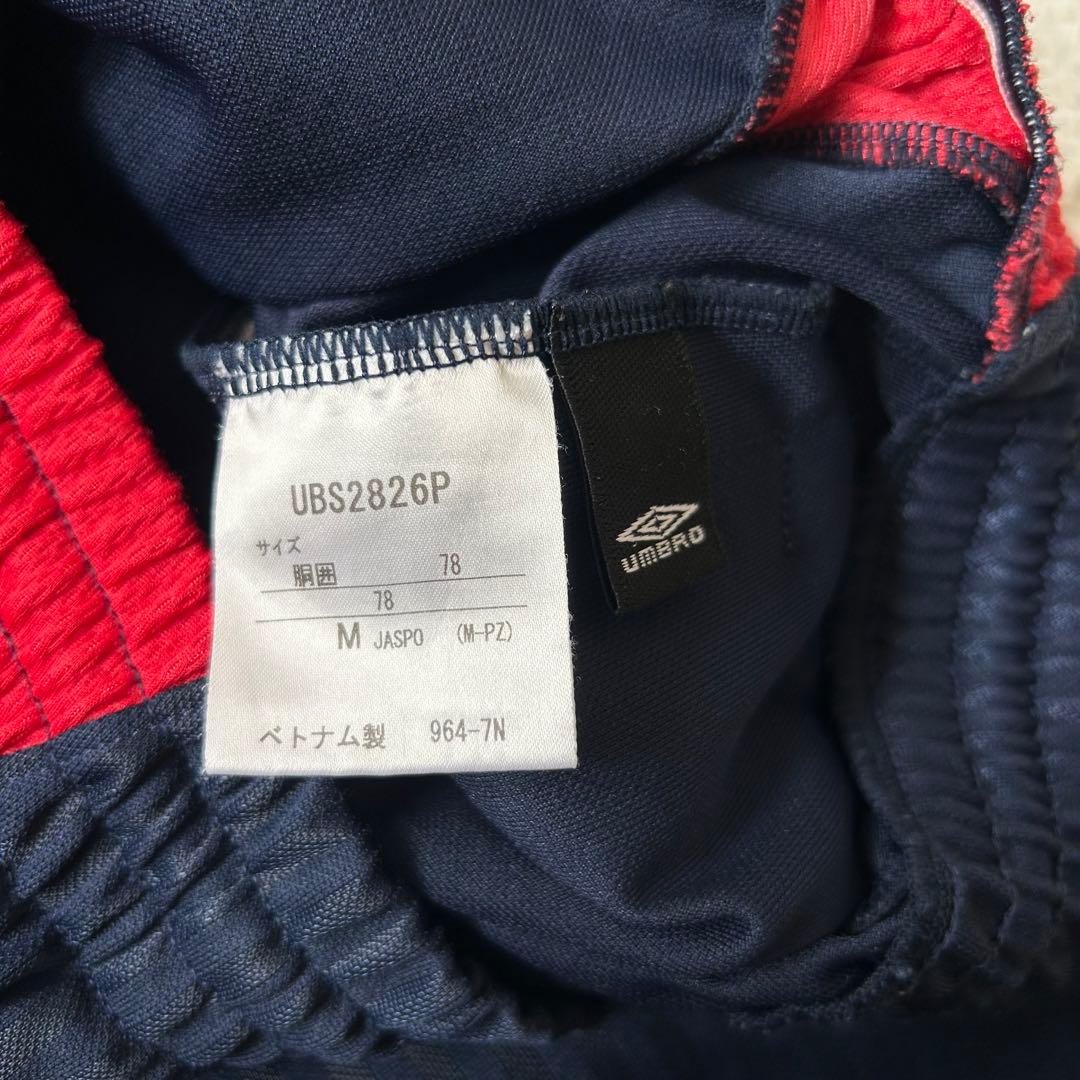 UBS2826P
サイズ
胴囲 78
78
M JASPO (M-PZ)
ベトナム製 964-7N
UMBRO